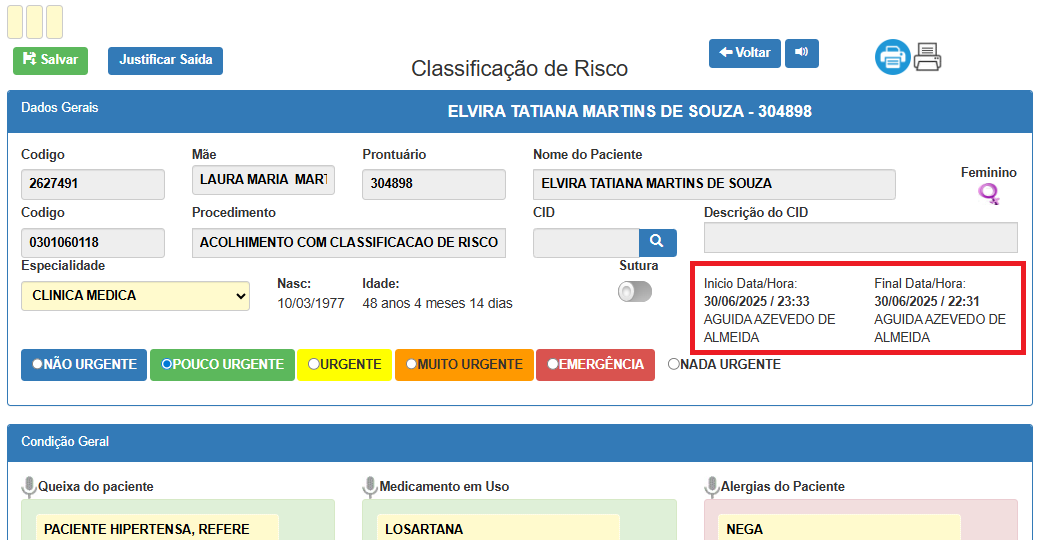 Salvar
Justificar Saída
Classificação de Risco
Voltar
Dados Gerais
ELVIRA TATIANA MARTINS DE SOUZA - 304898
Codigo
Mãe
Prontuário
Nome do Paciente
Feminino
2627491
LAURA MARIA MART
304898
ELVIRA TATIANA MARTINS DE SOUZA
Codigo
Procedimento
CID
Descrição do CID
0301060118
ACOLHIMENTO COM CLASSIFICACAO DE RISCO
Especialidade
CLINICA MEDICA
Nasc:
10/03/1977
Idade:
48 anos 4 meses 14 dias
Sutura
Inicio Data/Hora:
30/06/2025 / 23:33
AGUIDA AZEVEDO DE
ALMEIDA
Final Data/Hora:
30/06/2025 / 22:31
AGUIDA AZEVEDO DE
ALMEIDA
NÃO URGENTE
POUCO URGENTE
URGENTE
MUITO URGENTE
EMERGÊNCIA
NADA URGENTE
Condição Geral
Queixa do paciente
Medicamento em Uso
Alergias do Paciente
PACIENTE HIPERTENSA, REFERE
LOSARTANA
NEGA